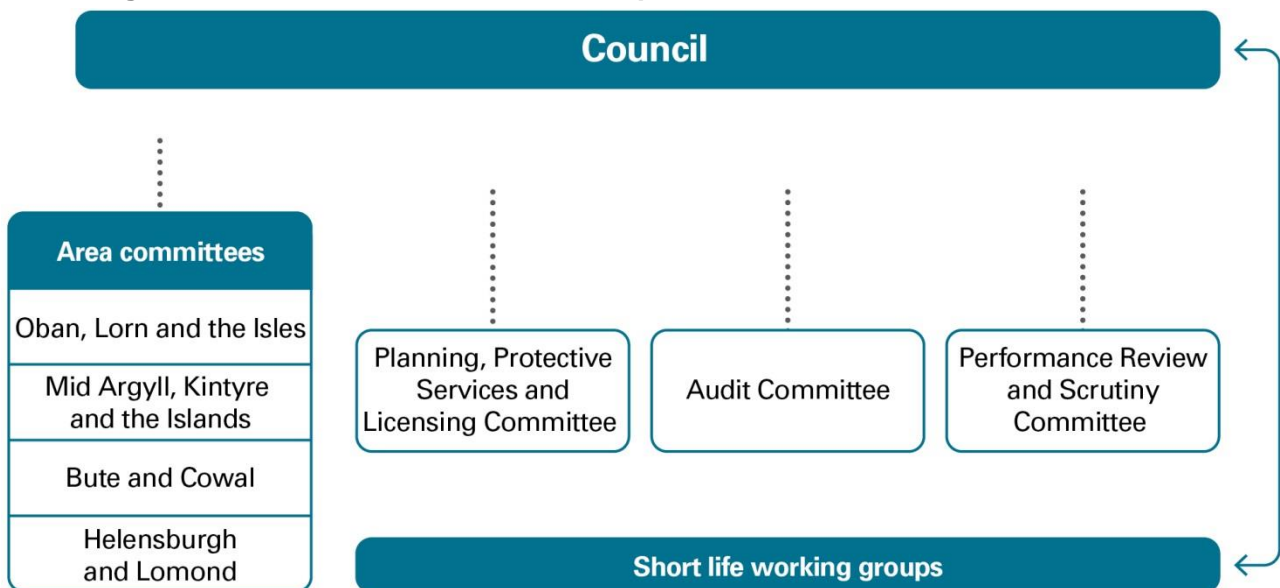 Council
Area committees
Oban, Lorn and the Isles
Mid Argyll, Kintyre
and the Islands
Bute and Cowal
Helensburgh
and Lomond
Planning, Protective
Services and
Licensing Committee
Audit Committee
Performance Review
and Scrutiny
Committee
Short life working groups